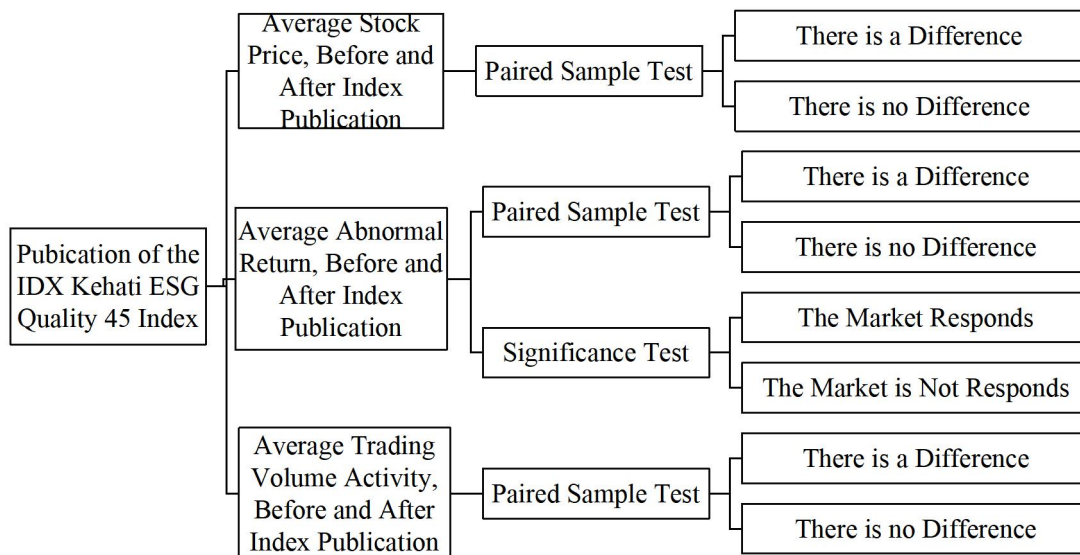 Pubication of the
IDX Kehati ESG
Quality 45 Index
Average Stock
Price, Before and
After Index
Publication
Paired Sample Test
There is a Difference
There is no Difference
Average Abnormal
Return, Before and
After Index
Publication
Paired Sample Test
There is a Difference
There is no Difference
Significance Test
The Market Responds
The Market is Not Responds
Average Trading
Volume Activity,
Before and After
Index Publication
Paired Sample Test
There is a Difference
There is no Difference